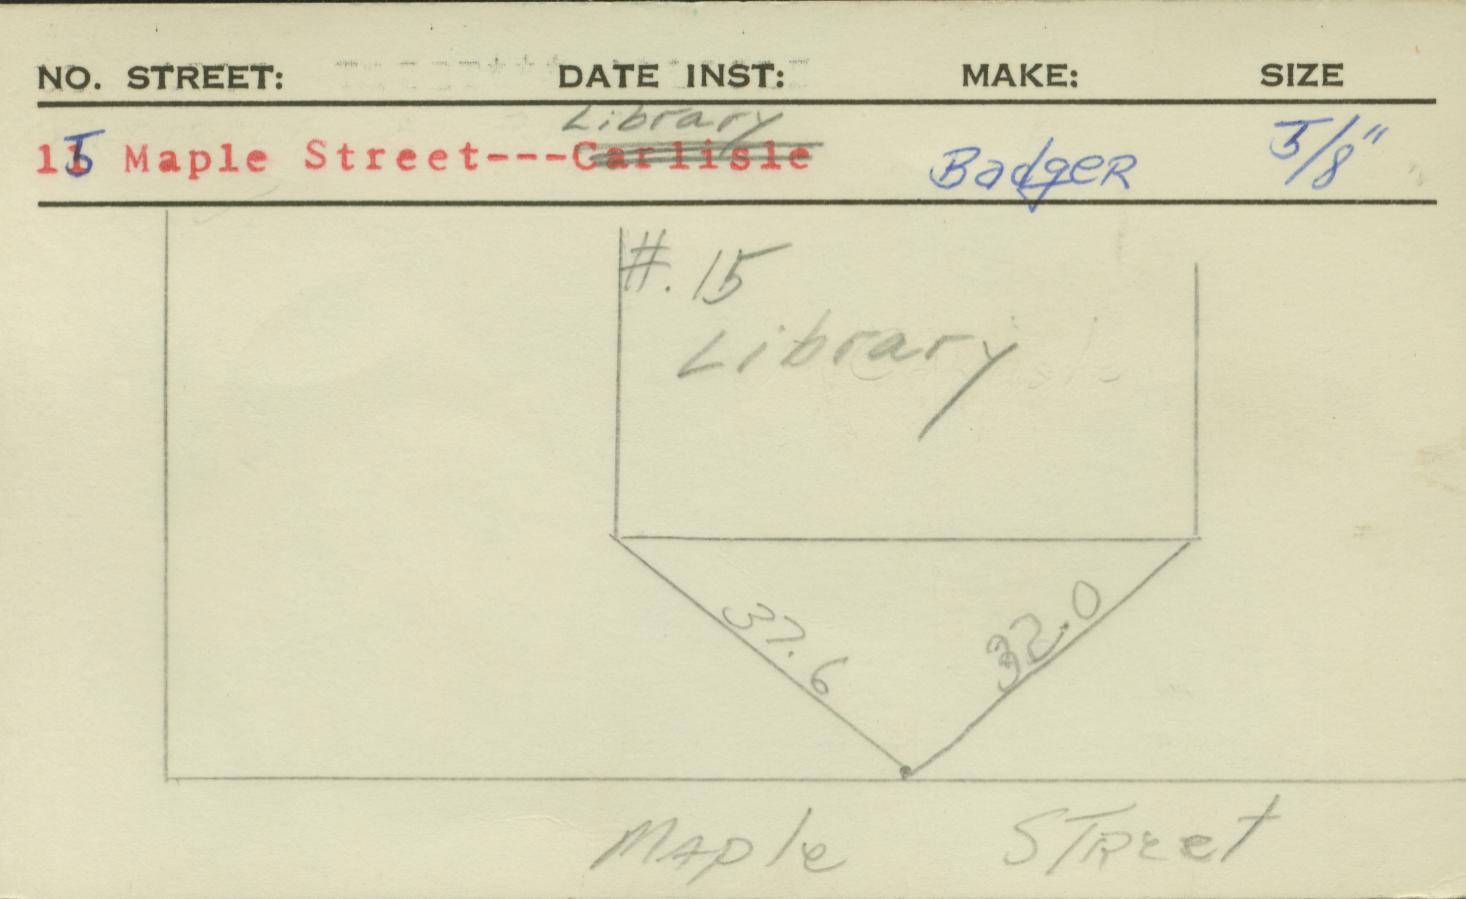 NO. STREET: DATE INST: MAKE: SIZE
Library
15 Maple Street---Carlisle Badger 5/8"
#. 15
Library
37.6 32.0
Maple Street